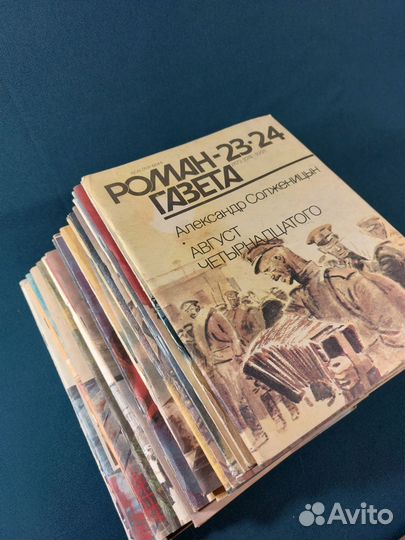 РОМАН-23·24
ГАЗЕТА
Александр Солженицын
АВГУСТ
ЧЕТЫРНАДЦАТОГО
Avito